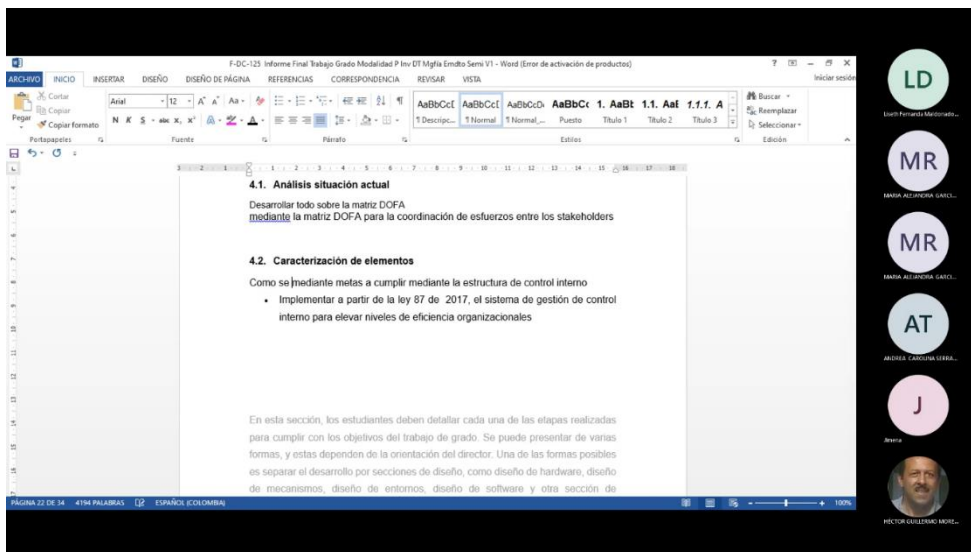 F-DC-125 Informe Final Trabajo Grado Modalidad P Inv DT Mgfía Emdto Semi V1 - Word (Error de activación de productos)
ARCHIVO INICIO INSERTAR DISEÑO DISEÑO DE PÁGINA REFERENCIAS CORRESPONDENCIA REVISAR VISTA
Iniciar sesión
Cortar
Copiar
Copiar formato
Pegar
Arial 12
AaBbCcI AaBbCcI AaBbCcD AaBbCc 1. AaBt 1.1. Aa 1.1.1. A
¶ Descripc... ¶ Normal ¶ Normal_... Puesto Título 1 Título 2 Título 3
Buscar
Reemplazar
Seleccionar
Portapapeles Fuente Párrafo Estilos Edición
4.1. Análisis situación actual
Desarrollar todo sobre la matriz DOFA
mediante la matriz DOFA para la coordinación de esfuerzos entre los stakeholders
4.2. Caracterización de elementos
Como se mediante metas a cumplir mediante la estructura de control interno
• Implementar a partir de la ley 87 de 2017, el sistema de gestión de control
interno para elevar niveles de eficiencia organizacionales
En esta sección, los estudiantes deben detallar cada una de las etapas realizadas
para cumplir con los objetivos del trabajo de grado. Se puede presentar de varias
formas, y estas dependen de la orientación del director. Una de las formas posibles
es separar el desarrollo por secciones de diseño, como diseño de hardware, diseño
de mecanismos, diseño de entornos, diseño de software y otra sección de
PÁGINA 22 DE 34 4194 PALABRAS ESPAÑOL (COLOMBIA) 100%
LD
Liseth Fernanda Maldonado...
MR
MARIA ALEJANDRA GARCI...
MR
MARIA ALEJANDRA GARCI...
AT
ANDREA CAROLINA SERRA...
J
HÉCTOR GUILLERMO MORE...